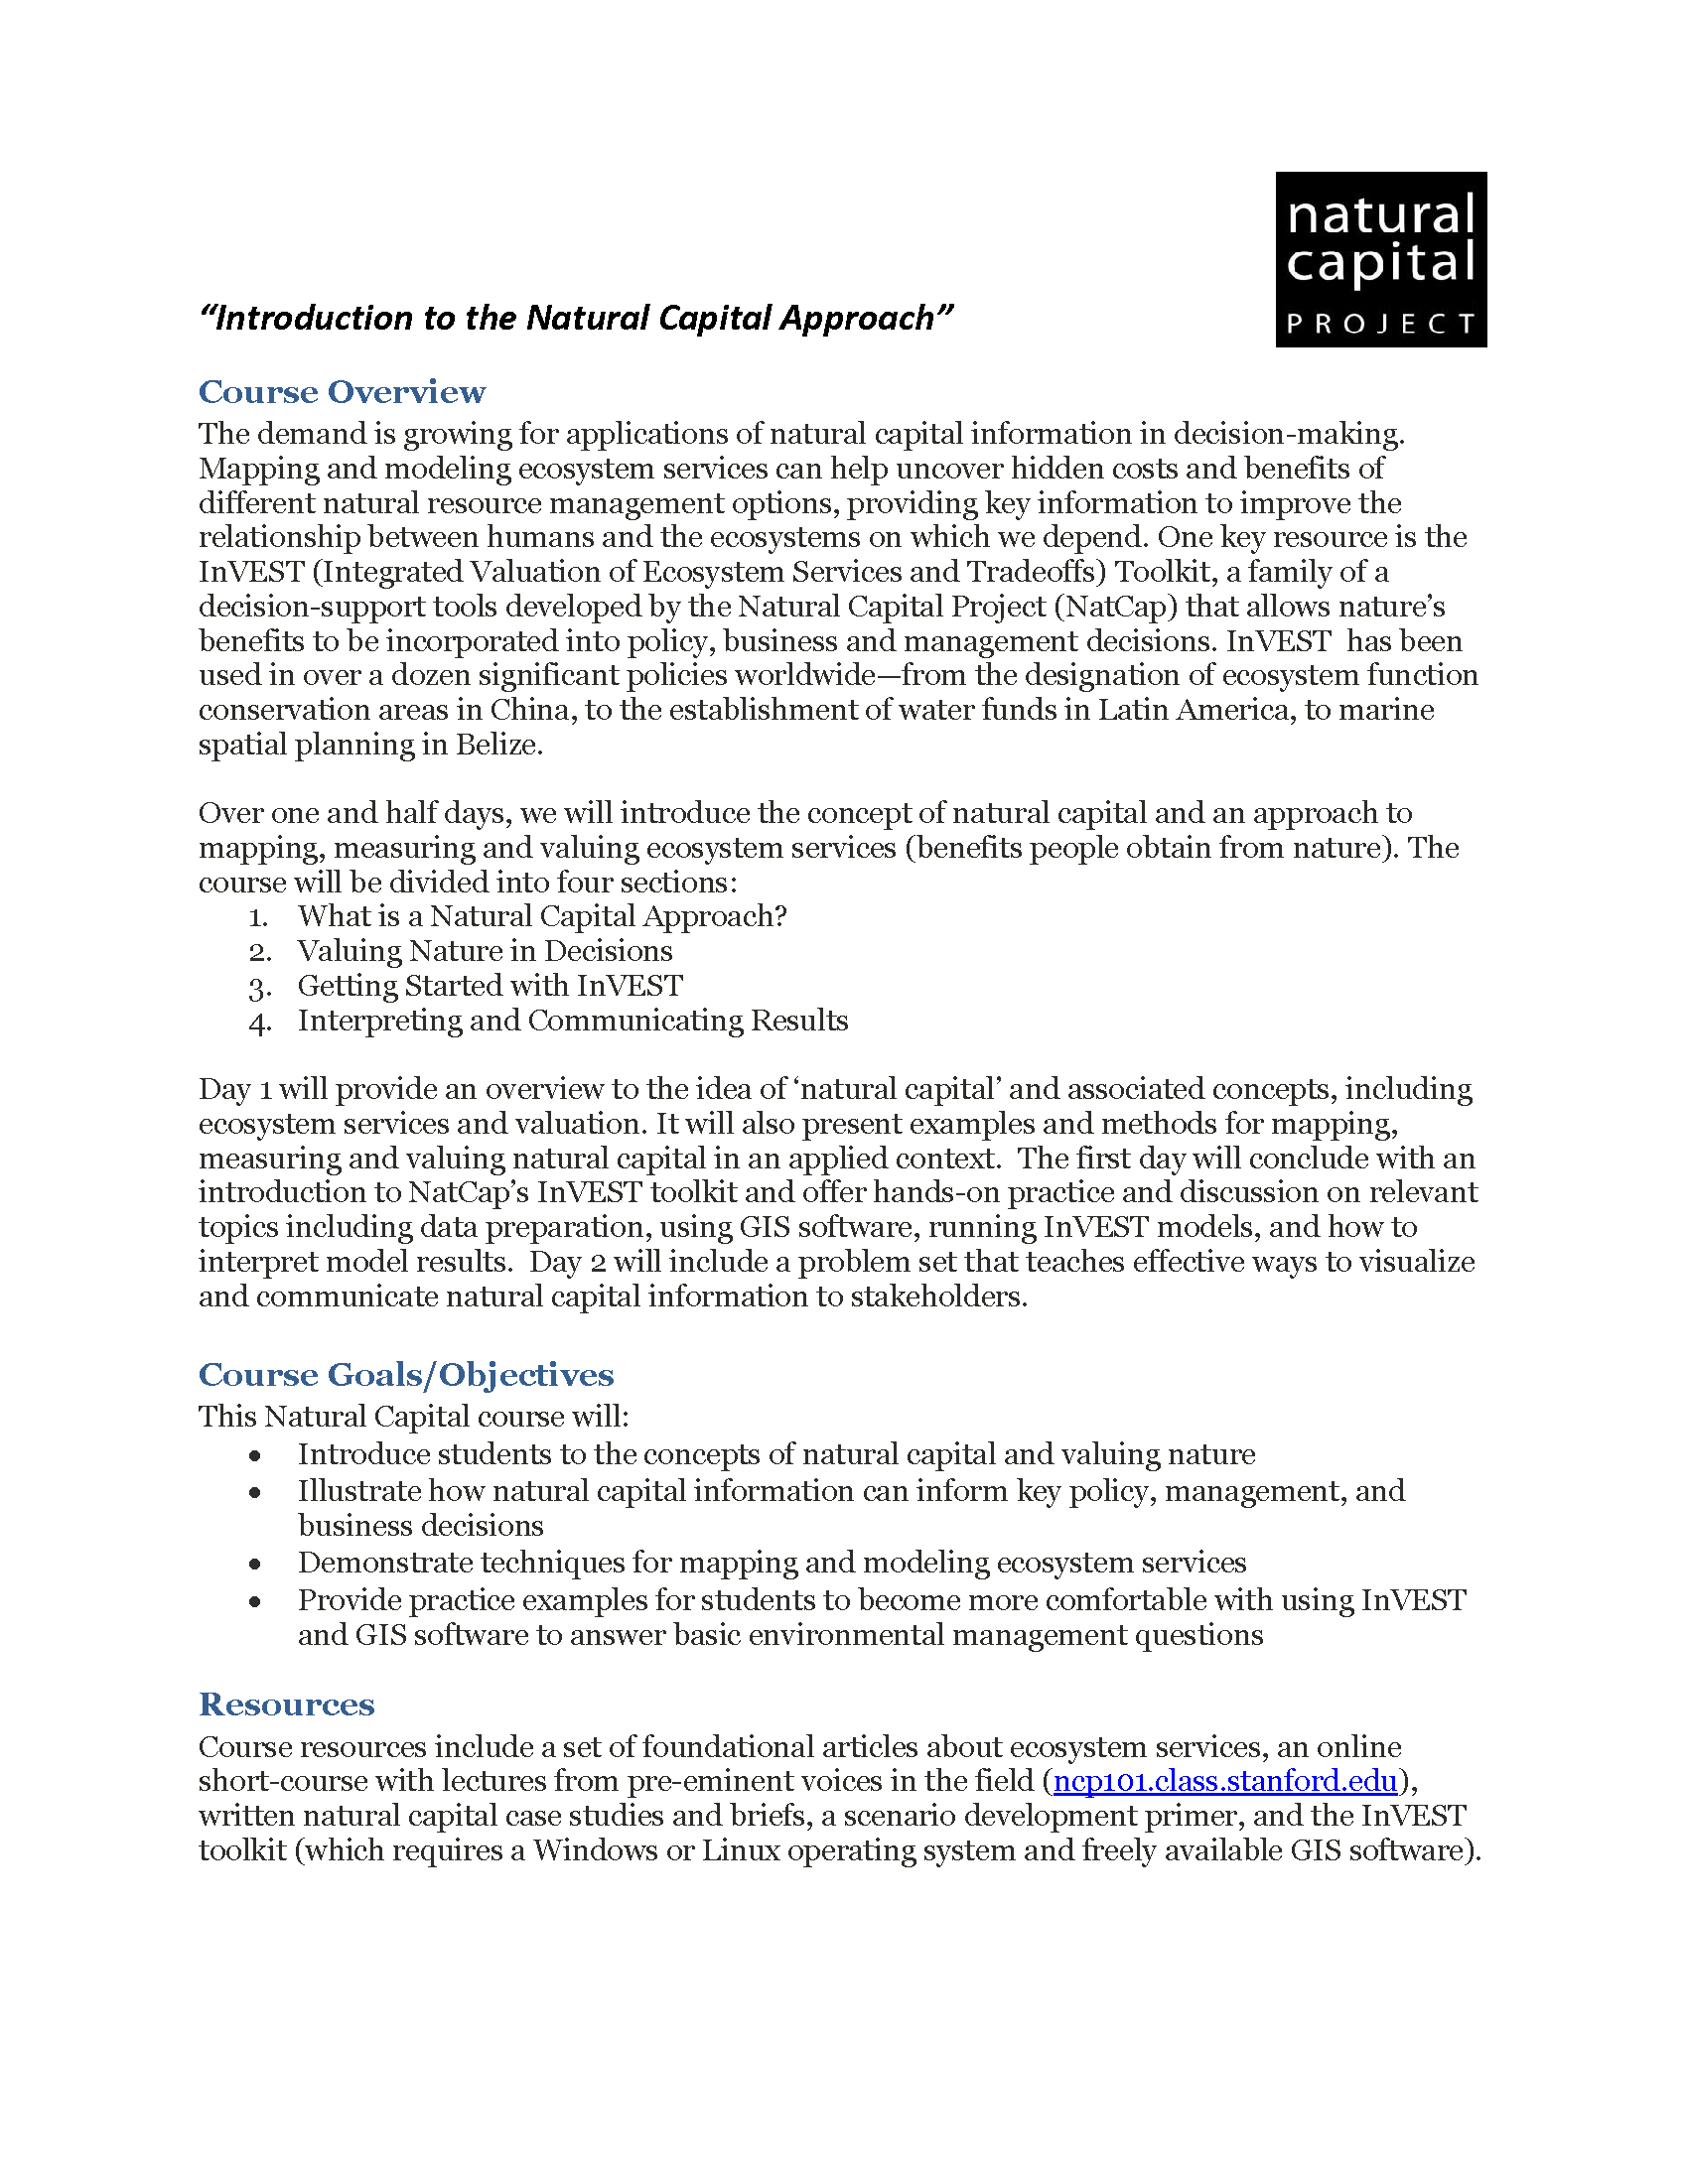 natural
capital
PROJECT
“Introduction to the Natural Capital Approach”
Course Overview
The demand is growing for applications of natural capital information in decision-making.
Mapping and modeling ecosystem services can help uncover hidden costs and benefits of
different natural resource management options, providing key information to improve the
relationship between humans and the ecosystems on which we depend. One key resource is the
InVEST (Integrated Valuation of Ecosystem Services and Tradeoffs) Toolkit, a family of a
decision-support tools developed by the Natural Capital Project (NatCap) that allows nature’s
benefits to be incorporated into policy, business and management decisions. InVEST  has been
used in over a dozen significant policies worldwide—from the designation of ecosystem function
conservation areas in China, to the establishment of water funds in Latin America, to marine
spatial planning in Belize.
Over one and half days, we will introduce the concept of natural capital and an approach to
mapping, measuring and valuing ecosystem services (benefits people obtain from nature). The
course will be divided into four sections:
1. What is a Natural Capital Approach?
2. Valuing Nature in Decisions
3. Getting Started with InVEST
4. Interpreting and Communicating Results
Day 1 will provide an overview to the idea of ‘natural capital’ and associated concepts, including
ecosystem services and valuation. It will also present examples and methods for mapping,
measuring and valuing natural capital in an applied context.  The first day will conclude with an
introduction to NatCap’s InVEST toolkit and offer hands-on practice and discussion on relevant
topics including data preparation, using GIS software, running InVEST models, and how to
interpret model results.  Day 2 will include a problem set that teaches effective ways to visualize
and communicate natural capital information to stakeholders.
Course Goals/Objectives
This Natural Capital course will:
• Introduce students to the concepts of natural capital and valuing nature
• Illustrate how natural capital information can inform key policy, management, and
business decisions
• Demonstrate techniques for mapping and modeling ecosystem services
• Provide practice examples for students to become more comfortable with using InVEST
and GIS software to answer basic environmental management questions
Resources
Course resources include a set of foundational articles about ecosystem services, an online
short-course with lectures from pre-eminent voices in the field (ncp101.class.stanford.edu),
written natural capital case studies and briefs, a scenario development primer, and the InVEST
toolkit (which requires a Windows or Linux operating system and freely available GIS software).